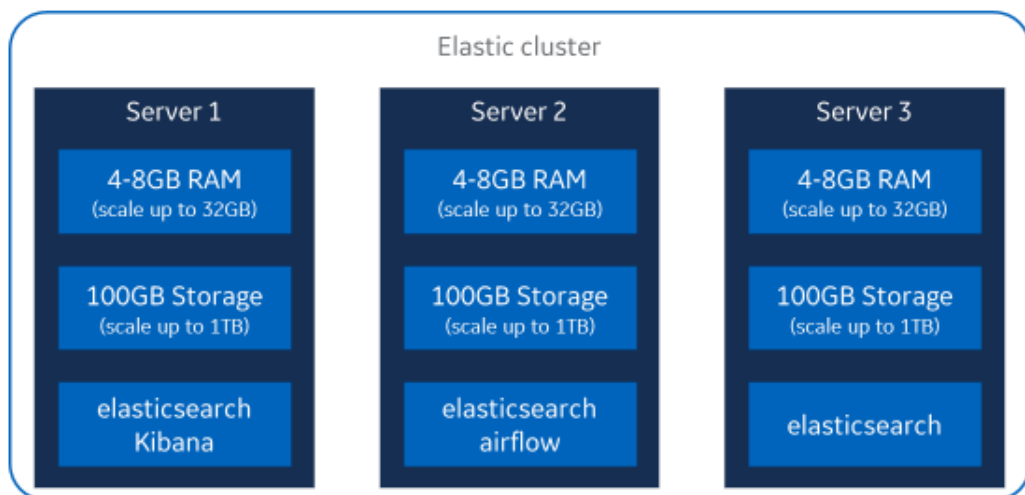 Elastic cluster
Server 1
4-8GB RAM
(scale up to 32GB)
100GB Storage
(scale up to 1TB)
elasticsearch
Kibana
Server 2
4-8GB RAM
(scale up to 32GB)
100GB Storage
(scale up to 1TB)
elasticsearch
airflow
Server 3
4-8GB RAM
(scale up to 32GB)
100GB Storage
(scale up to 1TB)
elasticsearch